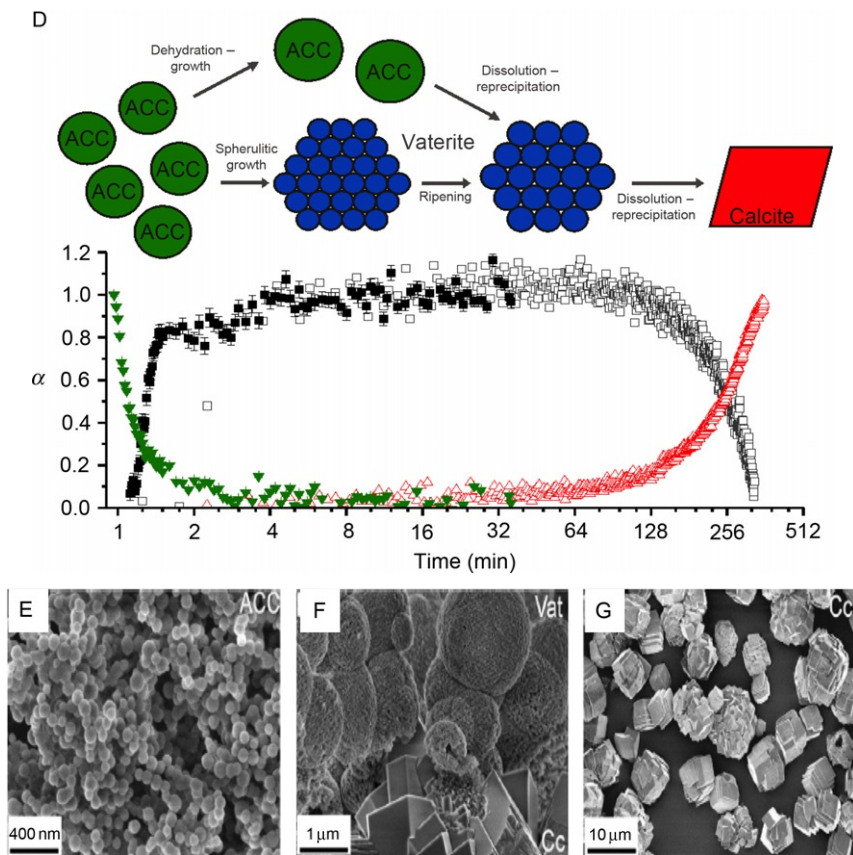 D
Dehydration –
growth
ACC
ACC
ACC
ACC
ACC
ACC
ACC
Dissolution –
reprecipitation
Spherulitic
growth
Vaterite
Ripening
Dissolution –
reprecipitation
Calcite
1.2
1.0
0.8
0.6
0.4
0.2
0.0
α
1 2 4 8 16 32 64 128 256 512
Time (min)
E ACC
400 nm
F Vat
1 μm Cc
G Cc
10 μm